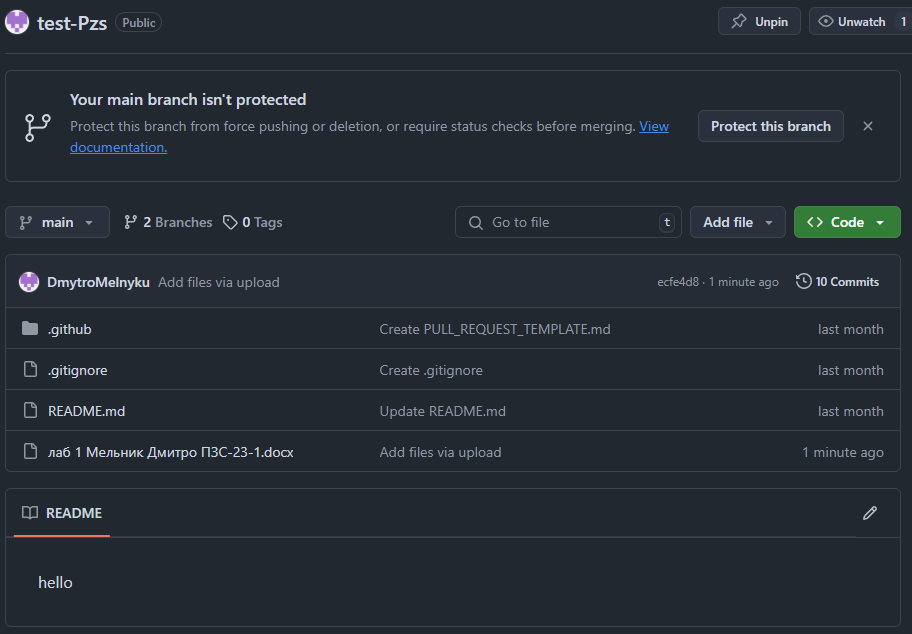 test-Pzs Public Unpin Unwatch 1
Your main branch isn't protected
Protect this branch from force pushing or deletion, or require status checks before merging. View
documentation.
Protect this branch
main 2 Branches 0 Tags Go to file t Add file Code
DmytroMelnyku Add files via upload ecfe4d8 · 1 minute ago 10 Commits
.github Create PULL_REQUEST_TEMPLATE.md last month
.gitignore Create .gitignore last month
README.md Update README.md last month
лаб 1 Мельник Дмитро ПЗС-23-1.docx Add files via upload 1 minute ago
README
hello